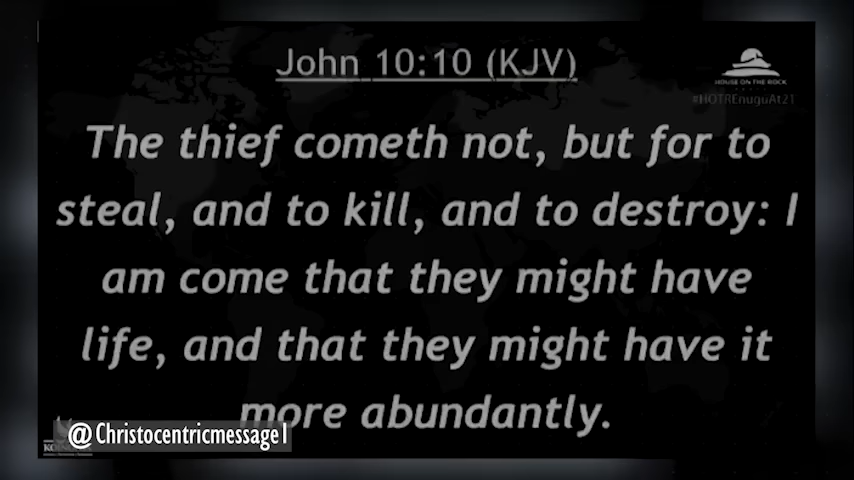 John 10:10 (KJV)
HOUSE ON THE ROCK
#HOTREnuguAt21
The thief cometh not, but for to
steal, and to kill, and to destroy: I
am come that they might have
life, and that they might have it
more abundantly.
@Christocentricmessage1